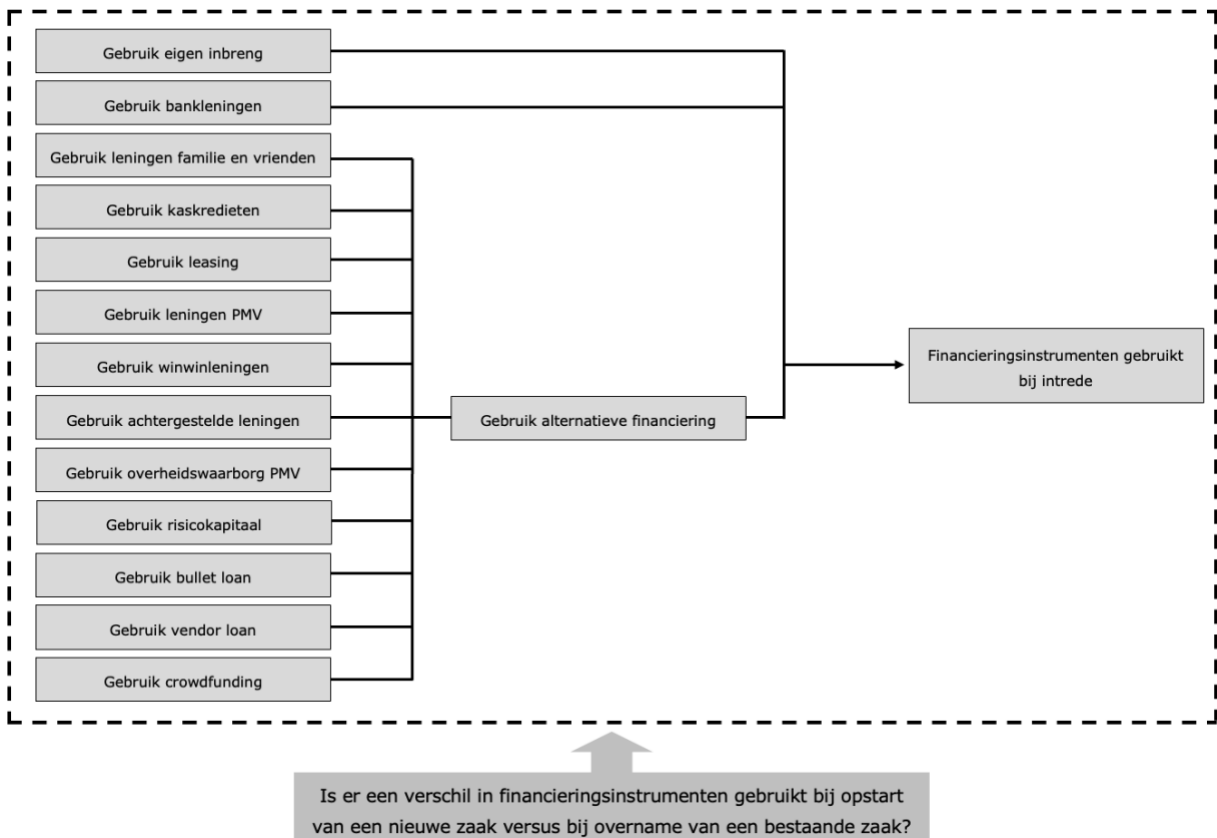 Gebruik eigen inbreng
Gebruik bankleningen
Gebruik leningen familie en vrienden
Gebruik kaskredieten
Gebruik leasing
Gebruik leningen PMV
Gebruik winwinleningen
Gebruik achtergestelde leningen
Gebruik overheidswaarborg PMV
Gebruik risicokapitaal
Gebruik bullet loan
Gebruik vendor loan
Gebruik crowdfunding
Gebruik alternatieve financiering
Financieringsinstrumenten gebruikt
bij intrede
Is er een verschil in financieringsinstrumenten gebruikt bij opstart
van een nieuwe zaak versus bij overname van een bestaande zaak?